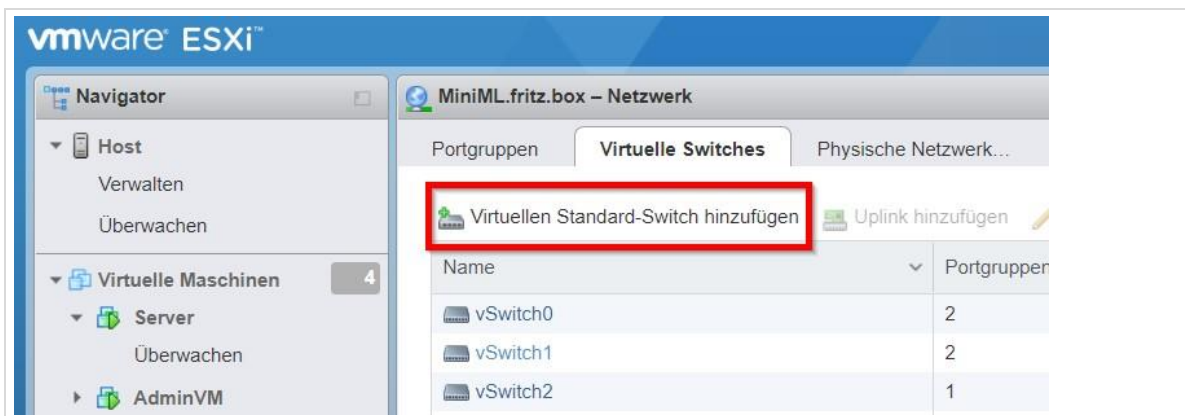 vmware ESXi™
Navigator
MiniML.fritz.box – Netzwerk
Host
Verwalten
Überwachen
Virtuelle Maschinen 4
Server
Überwachen
AdminVM
Portgruppen Virtuelle Switches Physische Netzwerk...
Virtuellen Standard-Switch hinzufügen Uplink hinzufügen
Name Portgruppen
vSwitch0 2
vSwitch1 2
vSwitch2 1